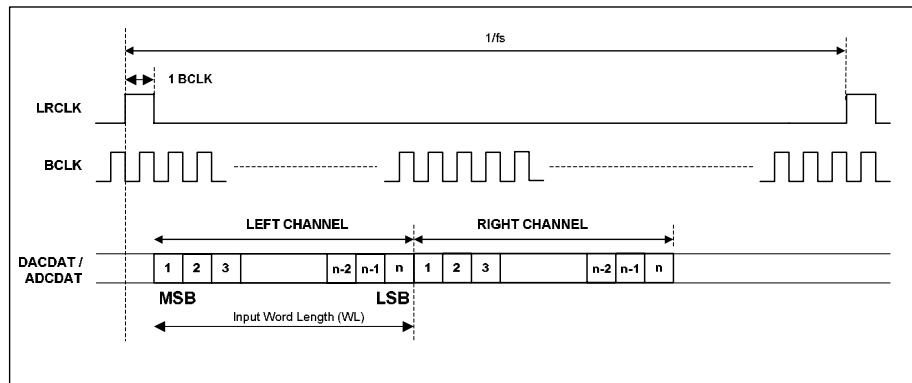 1/fs
1 BCLK
LRCLK
BCLK
LEFT CHANNEL
RIGHT CHANNEL
DACDAT /
ADCDAT
1 2 3 n-2 n-1 n 1 2 3 n-2 n-1 n
MSB LSB
Input Word Length (WL)